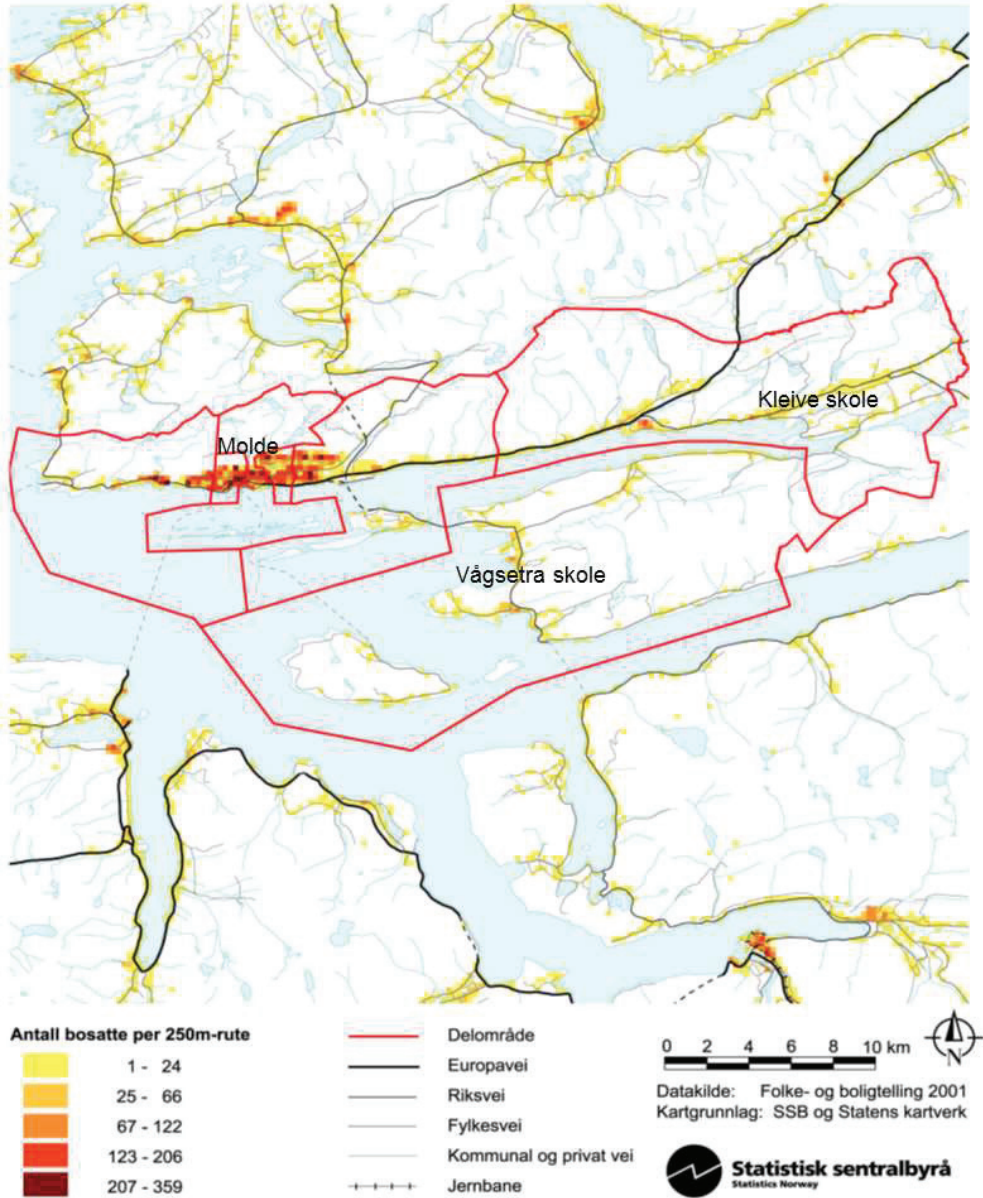 Molde
Kleive skole
Vågsetra skole
Antall bosatte per 250m-rute
1 - 24
25 - 66
67 - 122
123 - 206
207 - 359
Delområde
Europavei
Riksvei
Fylkesvei
Kommunal og privat vei
Jernbane
0 2 4 6 8 10 km
N
Datakilde: Folke- og boligtelling 2001
Kartgrunnlag: SSB og Statens kartverk
Statistisk sentralbyrå
Statistics Norway